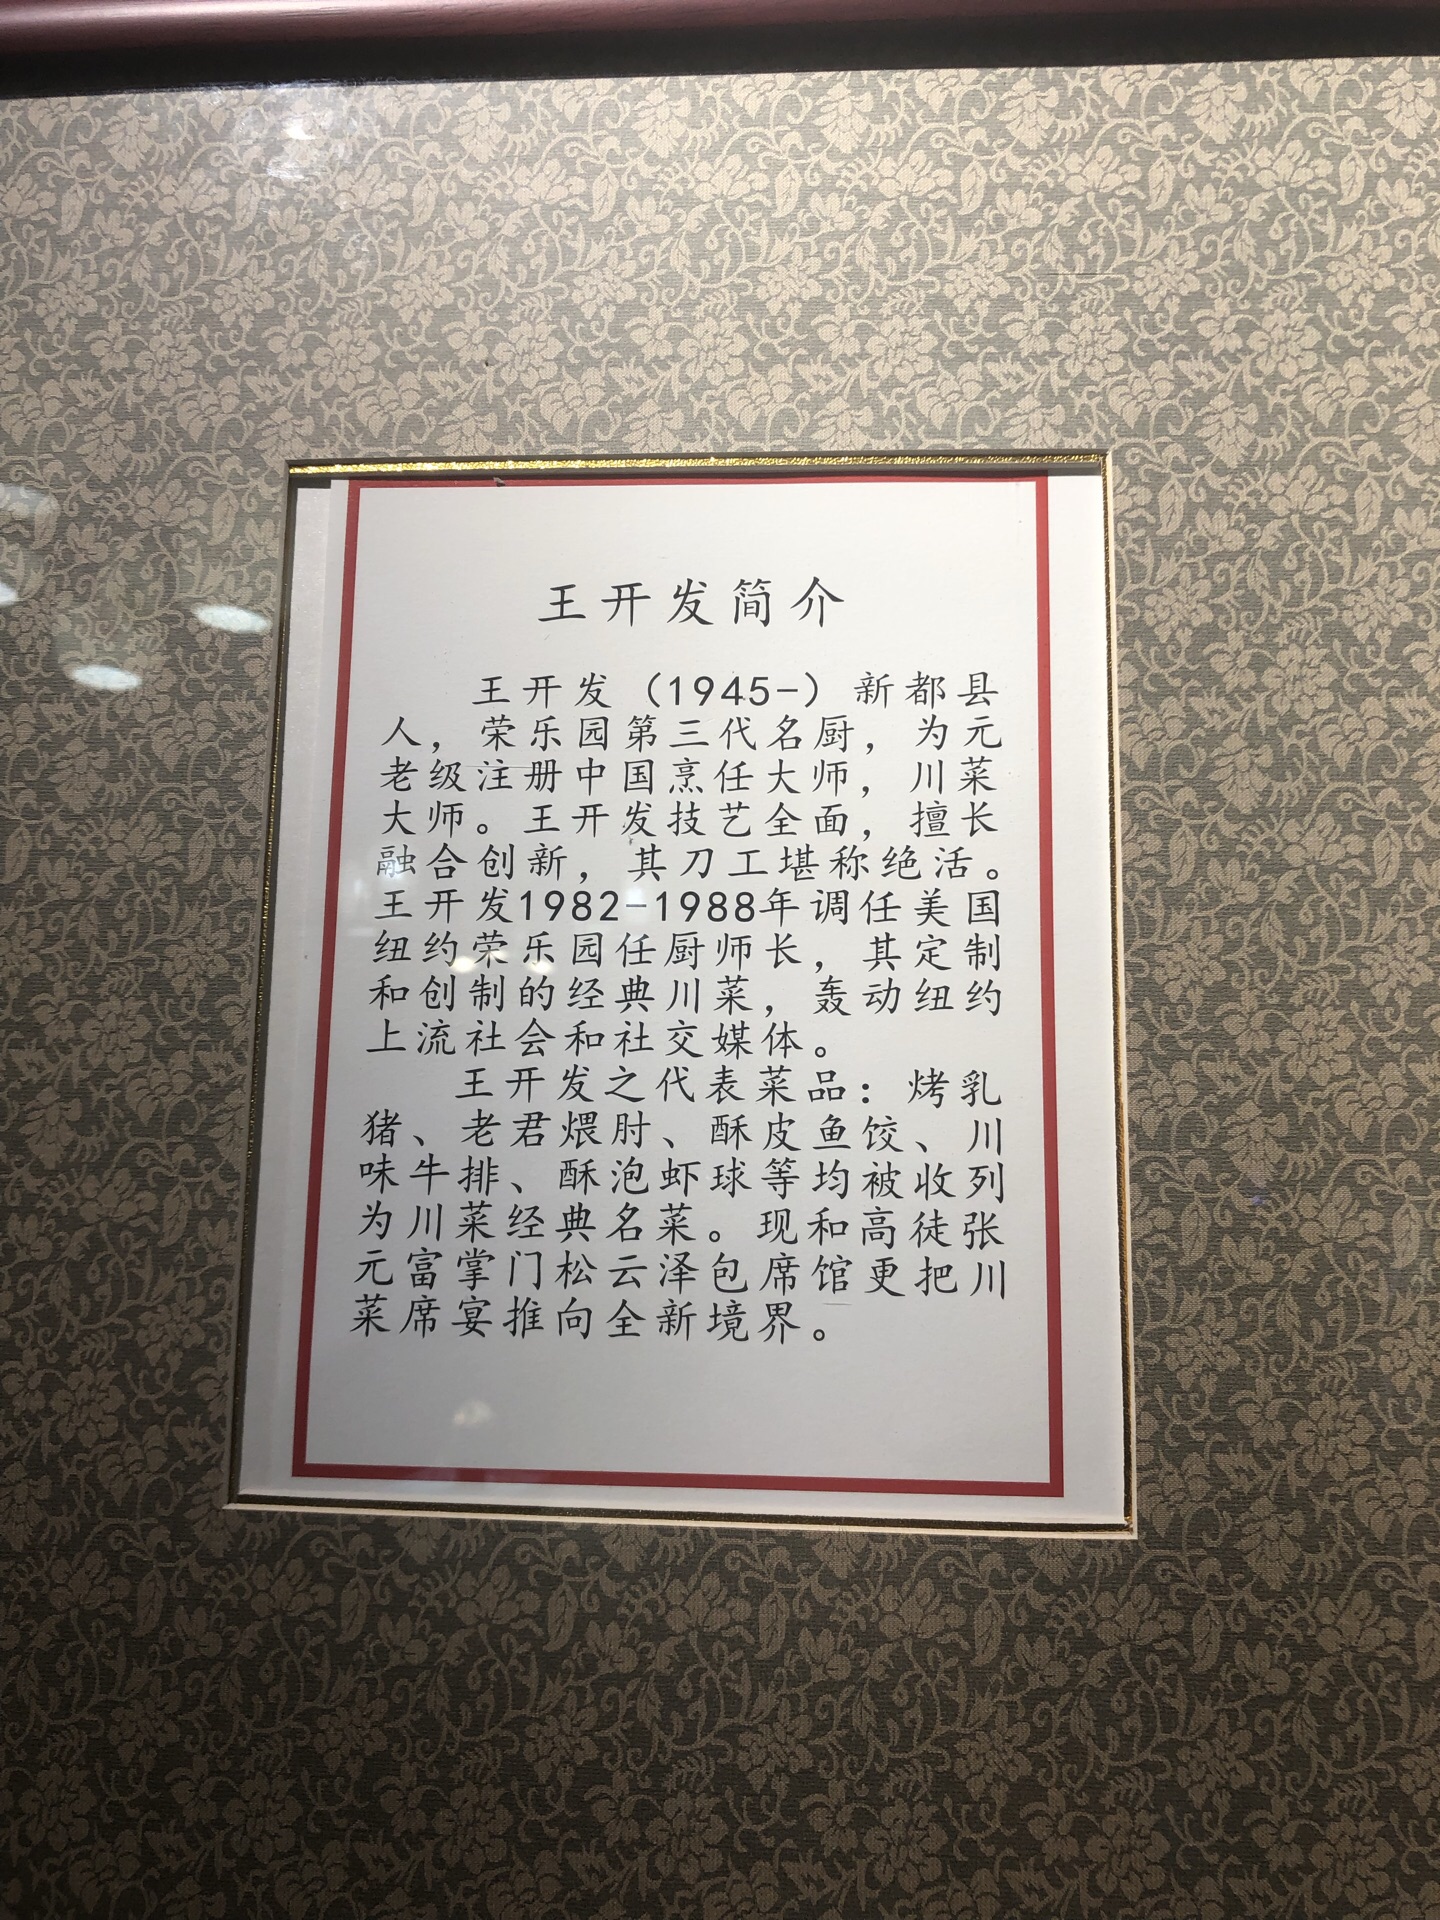 王开发简介
王开发（1945-）新都县
人，荣乐园第三代名厨，为元
老级注册中国烹任大师，川菜
大师。王开发技艺全面，擅长
融合创新，其刀工堪称绝活。
王开发1982-1988年调任美国
纽约荣乐园任厨师长，其定制
和创制的经典川菜，轰动纽约
上流社会和社交媒体。
王开发之代表菜品：烤乳
猪、老君煨肘、酥皮鱼饺、川
味牛排、酥泡虾球等均被收列
为川菜经典名菜。现和高徒张
元富掌门松云泽包席馆更把川
菜席宴推向全新境界。